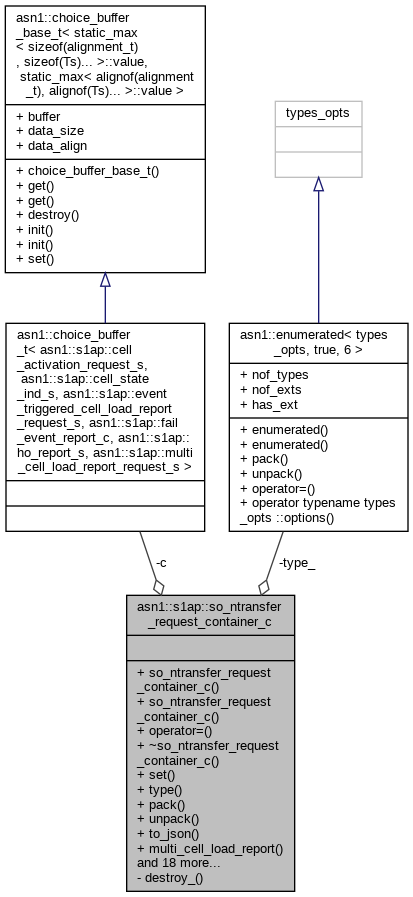 asn1::choice_buffer
_base_t< static_max
< sizeof(alignment_t)
, sizeof(Ts)... >::value,
static_max< alignof(alignment
_t), alignof(Ts)... >::value >
+ buffer
+ data_size
+ data_align
+ choice_buffer_base_t()
+ get()
+ get()
+ destroy()
+ init()
+ init()
+ set()
types_opts
asn1::choice_buffer
_t< asn1::s1ap::cell
_activation_request_s,
asn1::s1ap::cell_state
_ind_s, asn1::s1ap::event
_triggered_cell_load_report
_request_s, asn1::s1ap::fail
_event_report_c, asn1::s1ap::
ho_report_s, asn1::s1ap::multi
_cell_load_report_request_s >
asn1::enumerated< types
_opts, true, 6 >
+ nof_types
+ nof_exts
+ has_ext
+ enumerated()
+ enumerated()
+ pack()
+ unpack()
+ operator=()
+ operator typename types
_opts ::options()
-c
-type_
asn1::s1ap::so_ntransfer
_request_container_c
+ so_ntransfer_request
_container_c()
+ so_ntransfer_request
_container_c()
+ operator=()
+ ~so_ntransfer_request
_container_c()
+ set()
+ type()
+ pack()
+ unpack()
+ to_json()
+ multi_cell_load_report()
and 18 more...
- destroy_()